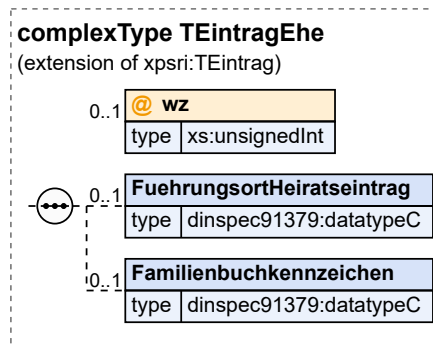 complexType TEintragEhe
(extension of xpsri:TEintrag)
0..1 @ wz
type xs:unsignedInt
0..1 FuehrungsortHeiratseintrag
type dinspec91379:datatypeC
0..1 Familienbuchkennzeichen
type dinspec91379:datatypeC